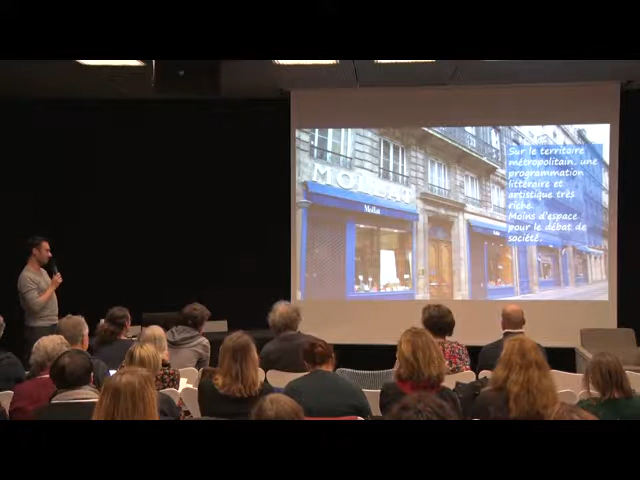 MOLLAT
Mollat
Sur le territoire
métropolitain, une
programmation
littéraire et
artistique très
riche.
Moins d'espace
pour le débat de
société.